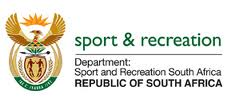 sport & recreation
Department:
Sport and Recreation South Africa
REPUBLIC OF SOUTH AFRICA